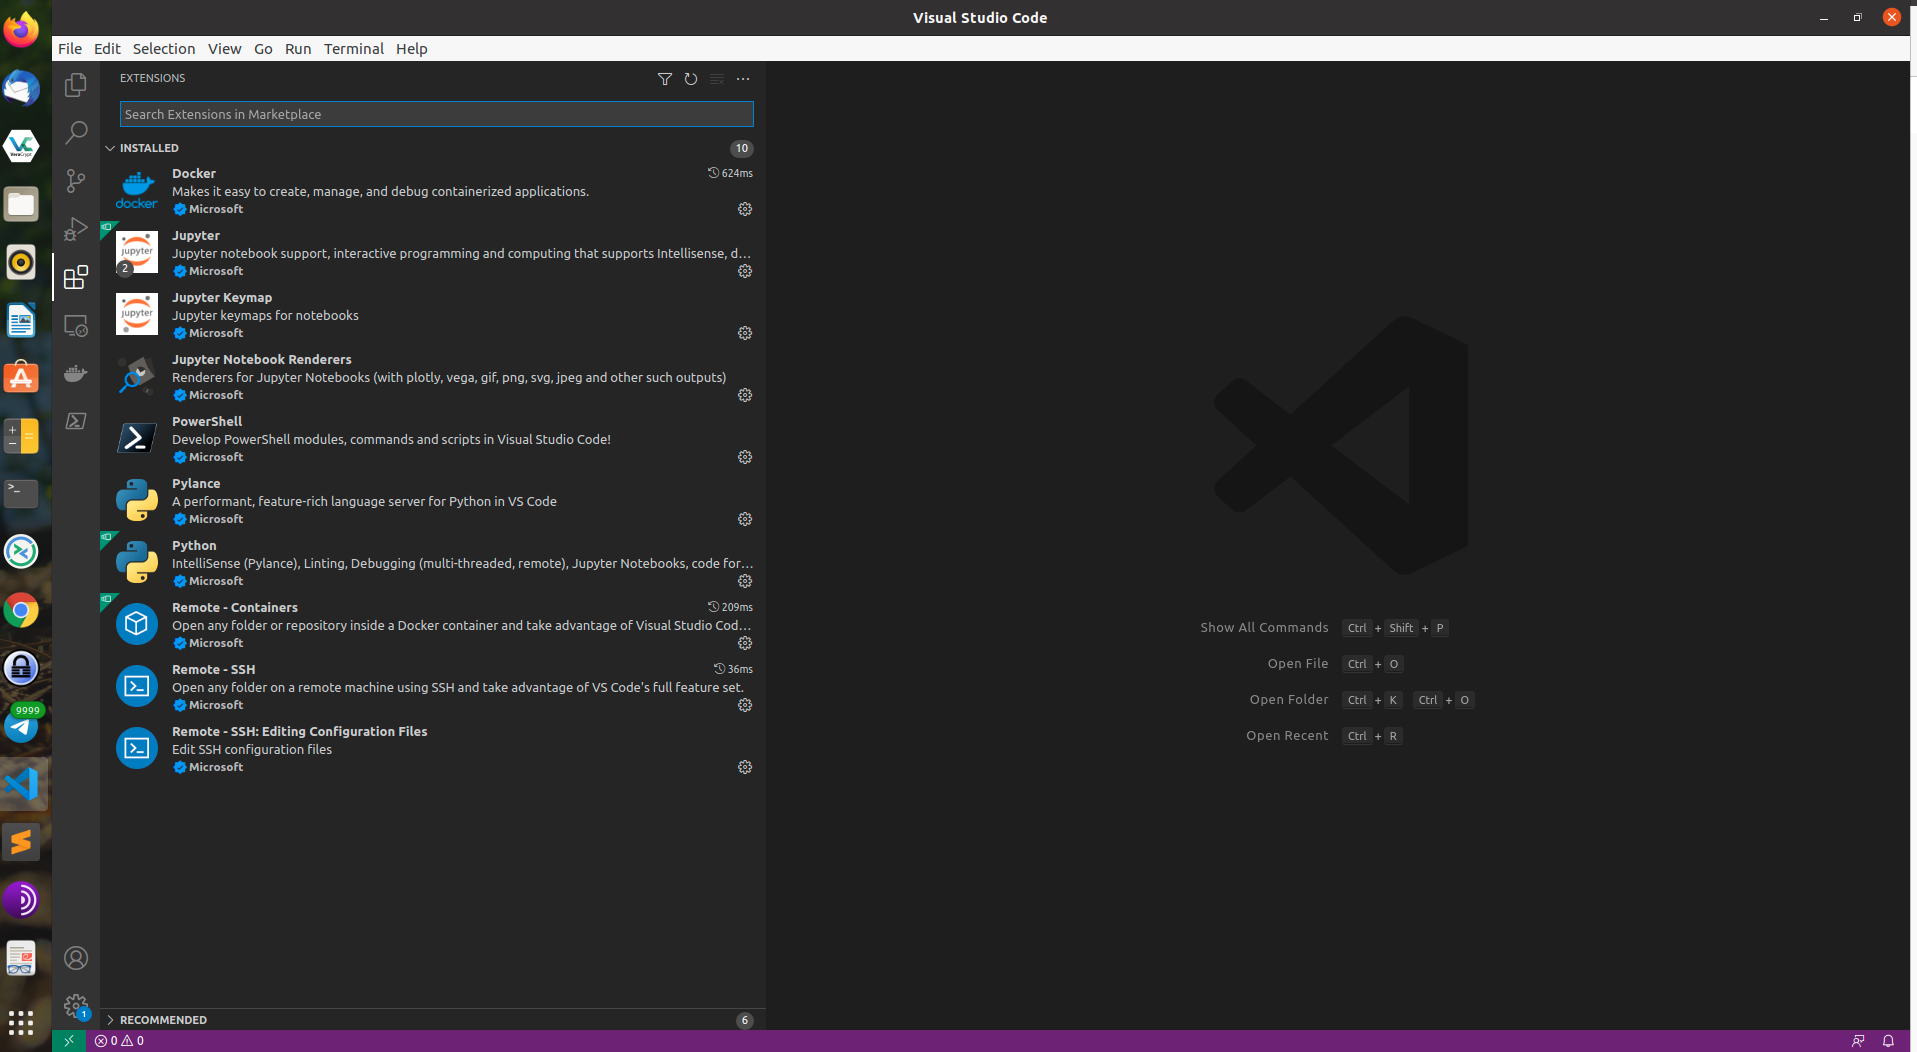 Visual Studio Code
File Edit Selection View Go Run Terminal Help
EXTENSIONS
Search Extensions in Marketplace
INSTALLED 10
Docker 624ms
Makes it easy to create, manage, and debug containerized applications.
docker
Microsoft
Jupyter
Jupyter notebook support, interactive programming and computing that supports Intellisense, d...
jupyter
2
Microsoft
Jupyter Keymap
Jupyter keymaps for notebooks
jupyter
Microsoft
Jupyter Notebook Renderers
Renderers for Jupyter Notebooks (with plotly, vega, gif, png, svg, jpeg and other such outputs)
Microsoft
PowerShell
Develop PowerShell modules, commands and scripts in Visual Studio Code!
Microsoft
Pylance
A performant, feature-rich language server for Python in VS Code
Microsoft
Python
IntelliSense (Pylance), Linting, Debugging (multi-threaded, remote), Jupyter Notebooks, code for...
Microsoft
Remote - Containers 209ms
Open any folder or repository inside a Docker container and take advantage of Visual Studio Cod...
Microsoft
Remote - SSH 36ms
Open any folder on a remote machine using SSH and take advantage of VS Code's full feature set.
Microsoft
Remote - SSH: Editing Configuration Files
Edit SSH configuration files
Microsoft
Show All Commands Ctrl + Shift + P
Open File Ctrl + O
Open Folder Ctrl + K Ctrl + O
Open Recent Ctrl + R
RECOMMENDED 6
1
0 0
VC
VeraCrypt
9999